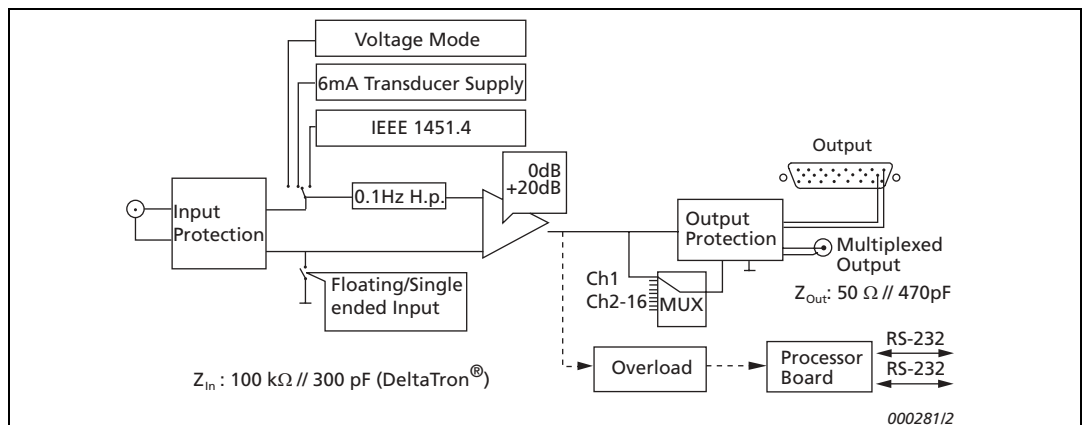 Voltage Mode
6mA Transducer Supply
IEEE 1451.4
0dB
+20dB
Output
0.1Hz H.p.
Input
Protection
Output
Protection
Multiplexed
Output
Floating/Single
ended Input
Ch1
Ch2-16
MUX
Z_Out: 50 Ω // 470pF
RS-232
RS-232
Overload
Processor
Board
Z_In : 100 kΩ // 300 pF (DeltaTron®)
000281/2